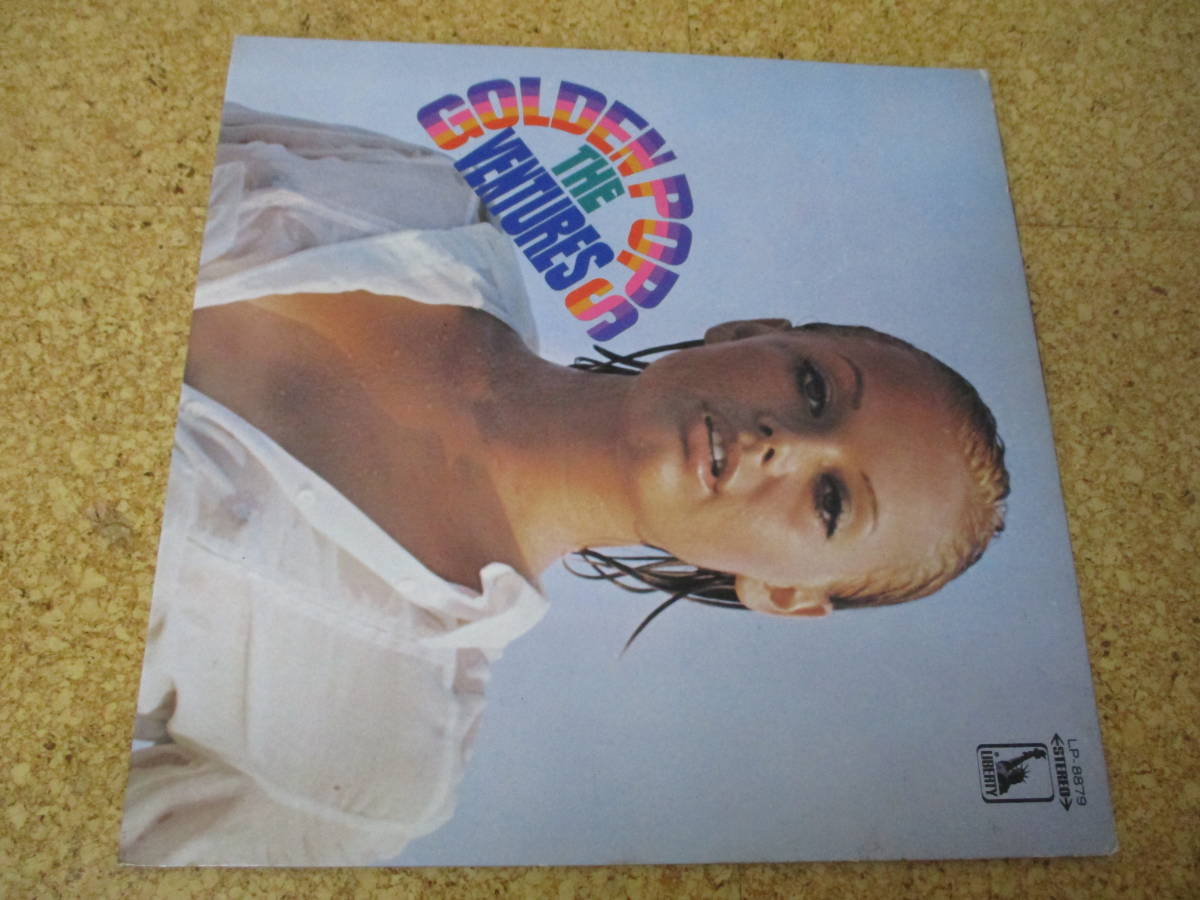 GOLDEN POPS
THE
VENTURES
LP-8879
STEREO
LIBERTY